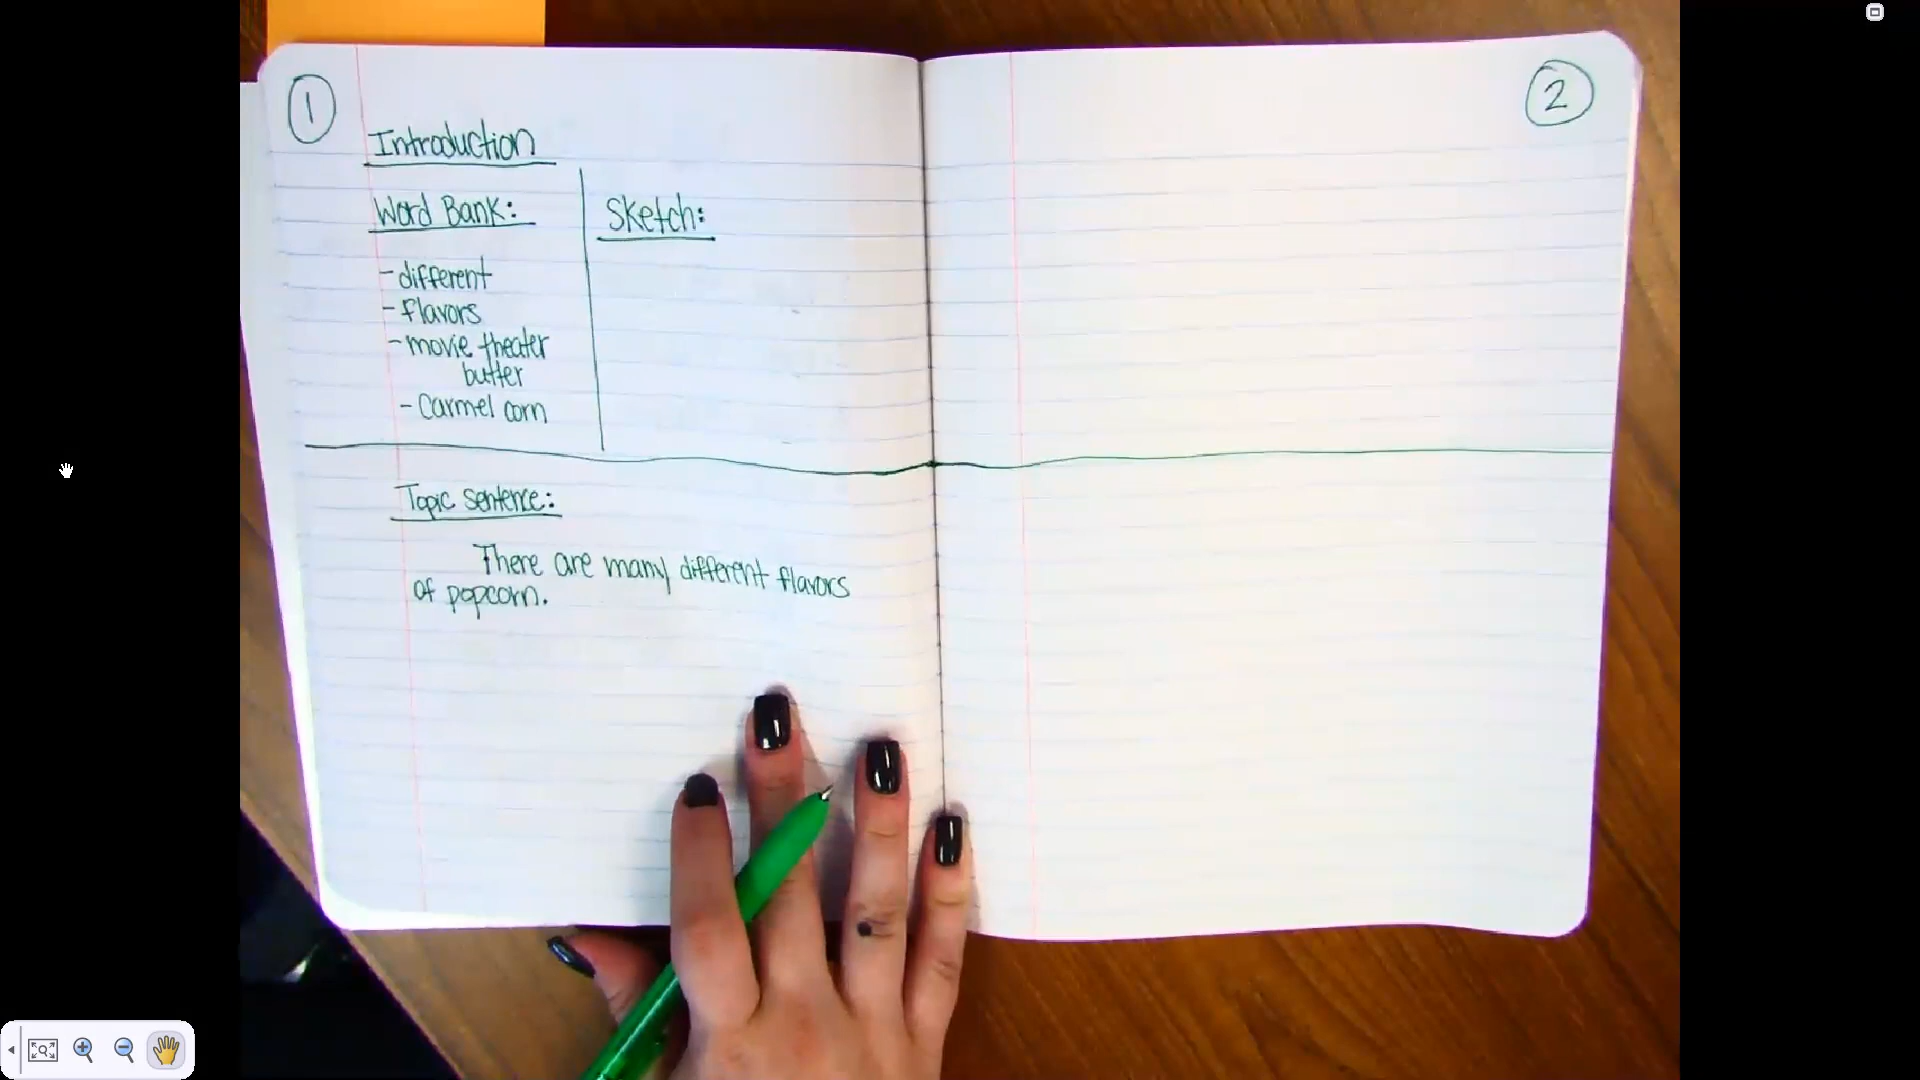 1
Introduction
Word Bank:
- different
- flavors
- movie theater
butter
- Carmel corn
Sketch:
Topic sentence:
There are many different flavors
of popcorn.
2